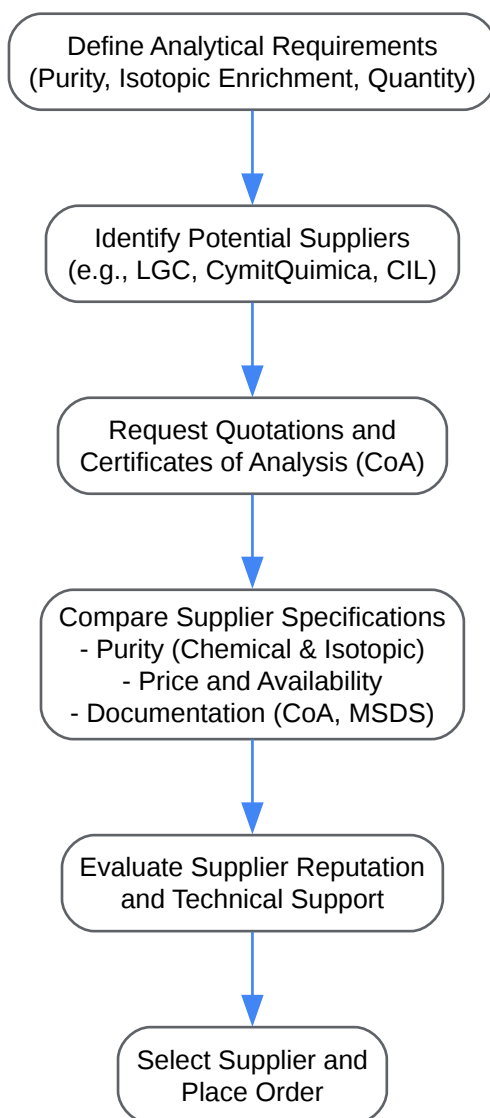 Define Analytical Requirements
(Purity, Isotopic Enrichment, Quantity)
Identify Potential Suppliers
(e.g., LGC, CymitQuimica, CIL)
Request Quotations and
Certificates of Analysis (CoA)
Compare Supplier Specifications
- Purity (Chemical & Isotopic)
- Price and Availability
- Documentation (CoA, MSDS)
Evaluate Supplier Reputation
and Technical Support
Select Supplier and
Place Order